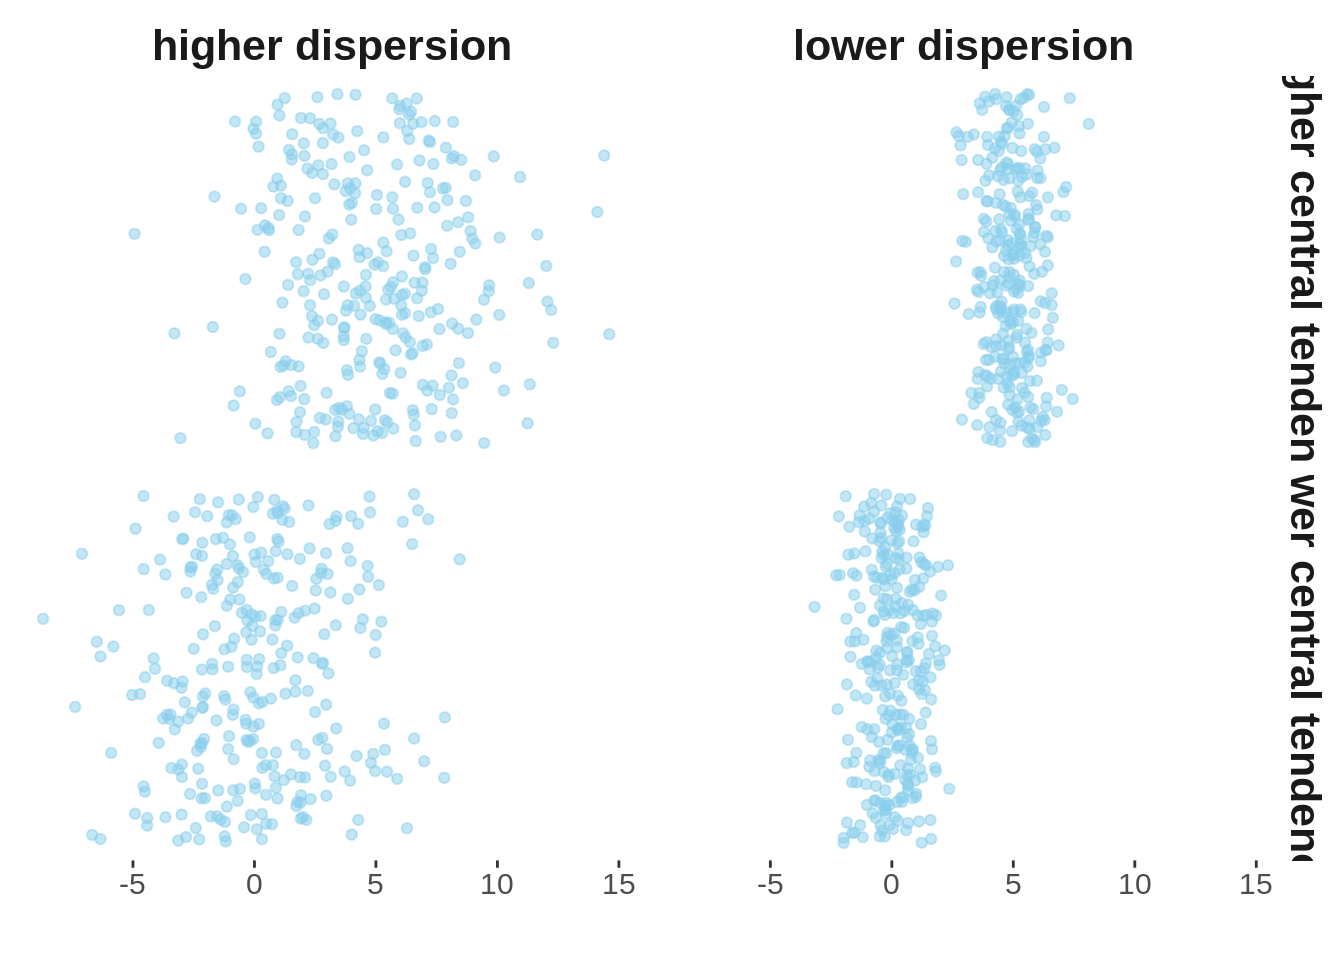 higher dispersion
lower dispersion
gher central tenden
wer central tendenc
-5 0 5 10 15
-5 0 5 10 15